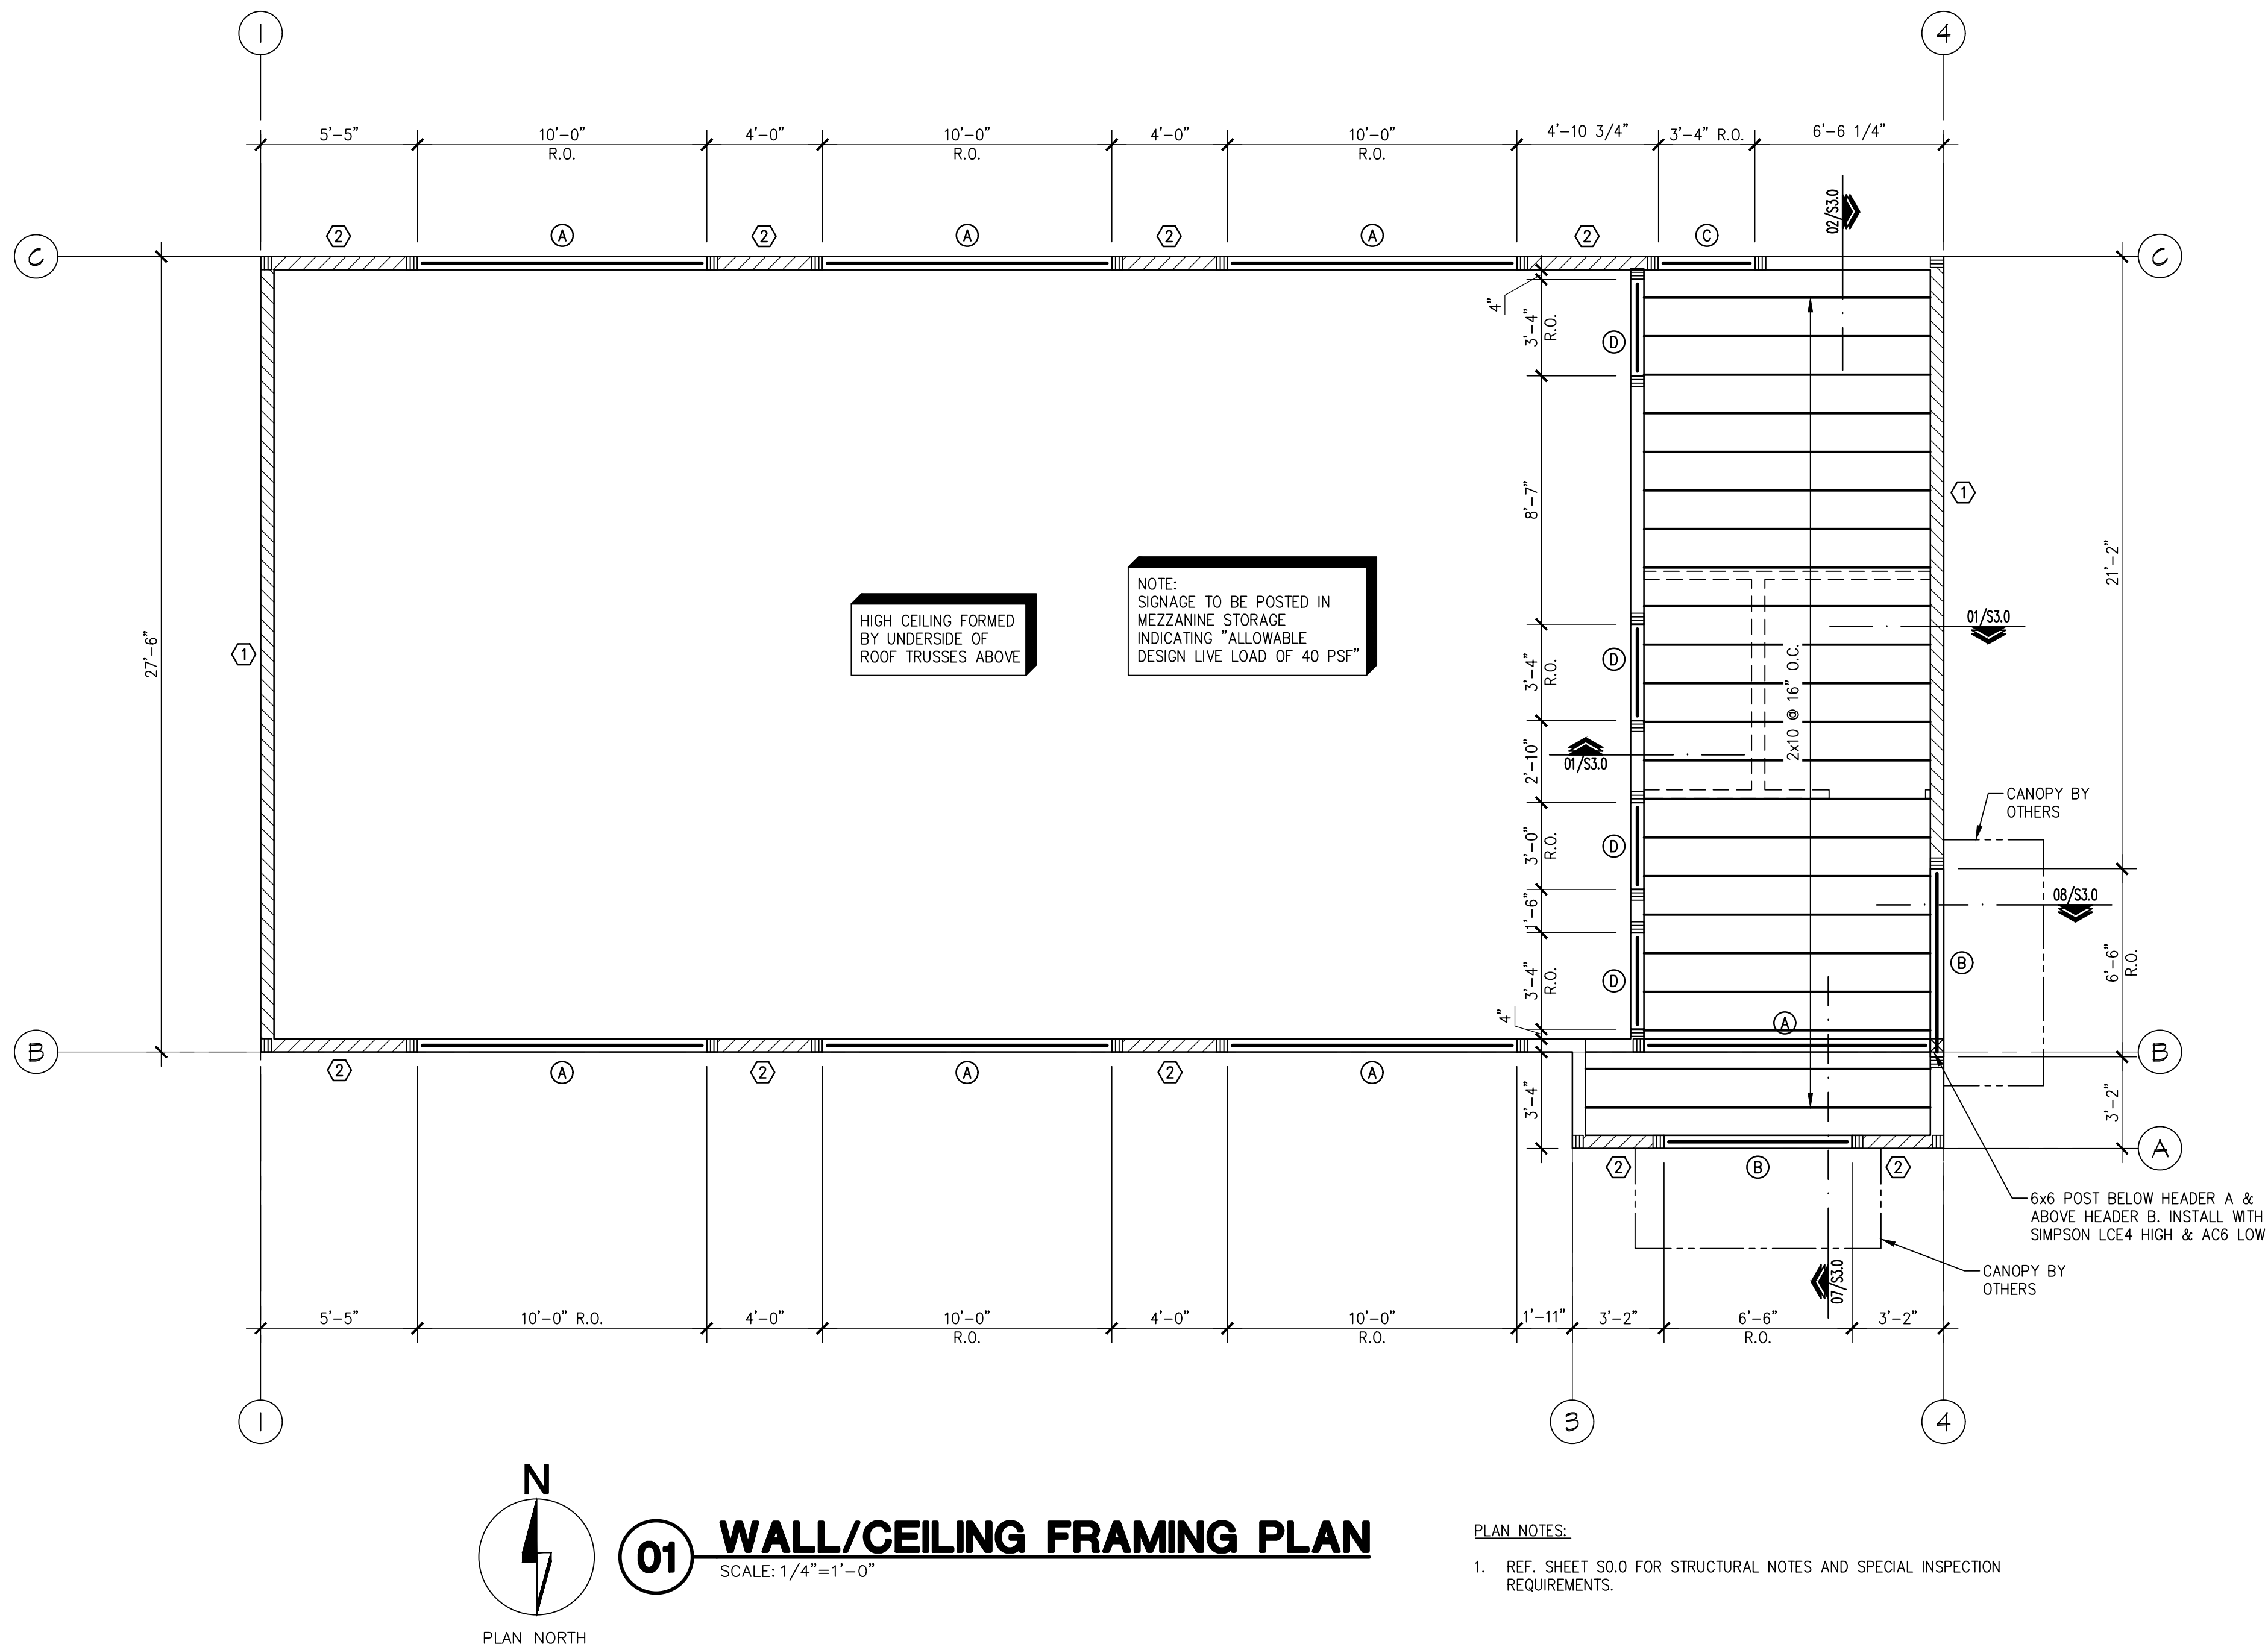 1
4
5'-5"
10'-0"
R.O.
4'-0"
10'-0"
R.O.
4'-0"
10'-0"
R.O.
4'-10 3/4"
3'-4" R.O.
6'-6 1/4"
02/S3.0
2
A
2
A
2
A
2
C
C
C
4"
3'-4"
R.O.
D
8'-7"
1
21'-2"
27'-6"
1
HIGH CEILING FORMED
BY UNDERSIDE OF
ROOF TRUSSES ABOVE
NOTE:
SIGNAGE TO BE POSTED IN
MEZZANINE STORAGE
INDICATING "ALLOWABLE
DESIGN LIVE LOAD OF 40 PSF"
3'-4"
R.O.
D
01/S3.0
2x10 @ 16" O.C.
2'-10"
01/S3.0
CANOPY BY
OTHERS
3'-0"
R.O.
D
1'-6"
08/S3.0
3'-4"
R.O.
D
B
6'-6"
R.O.
4"
A
B
B
2
A
2
A
2
A
3'-4"
3'-2"
A
2
B
2
6x6 POST BELOW HEADER A &
ABOVE HEADER B. INSTALL WITH
SIMPSON LCE4 HIGH & AC6 LOW
07/S3.0
CANOPY BY
OTHERS
5'-5"
10'-0" R.O.
4'-0"
10'-0"
R.O.
4'-0"
10'-0"
R.O.
1'-11"
3'-2"
6'-6"
R.O.
3'-2"
1
3
4
N
PLAN NORTH
01
WALL/CEILING FRAMING PLAN
SCALE: 1/4"=1'-0"
PLAN NOTES:
1. REF. SHEET S0.0 FOR STRUCTURAL NOTES AND SPECIAL INSPECTION
REQUIREMENTS.